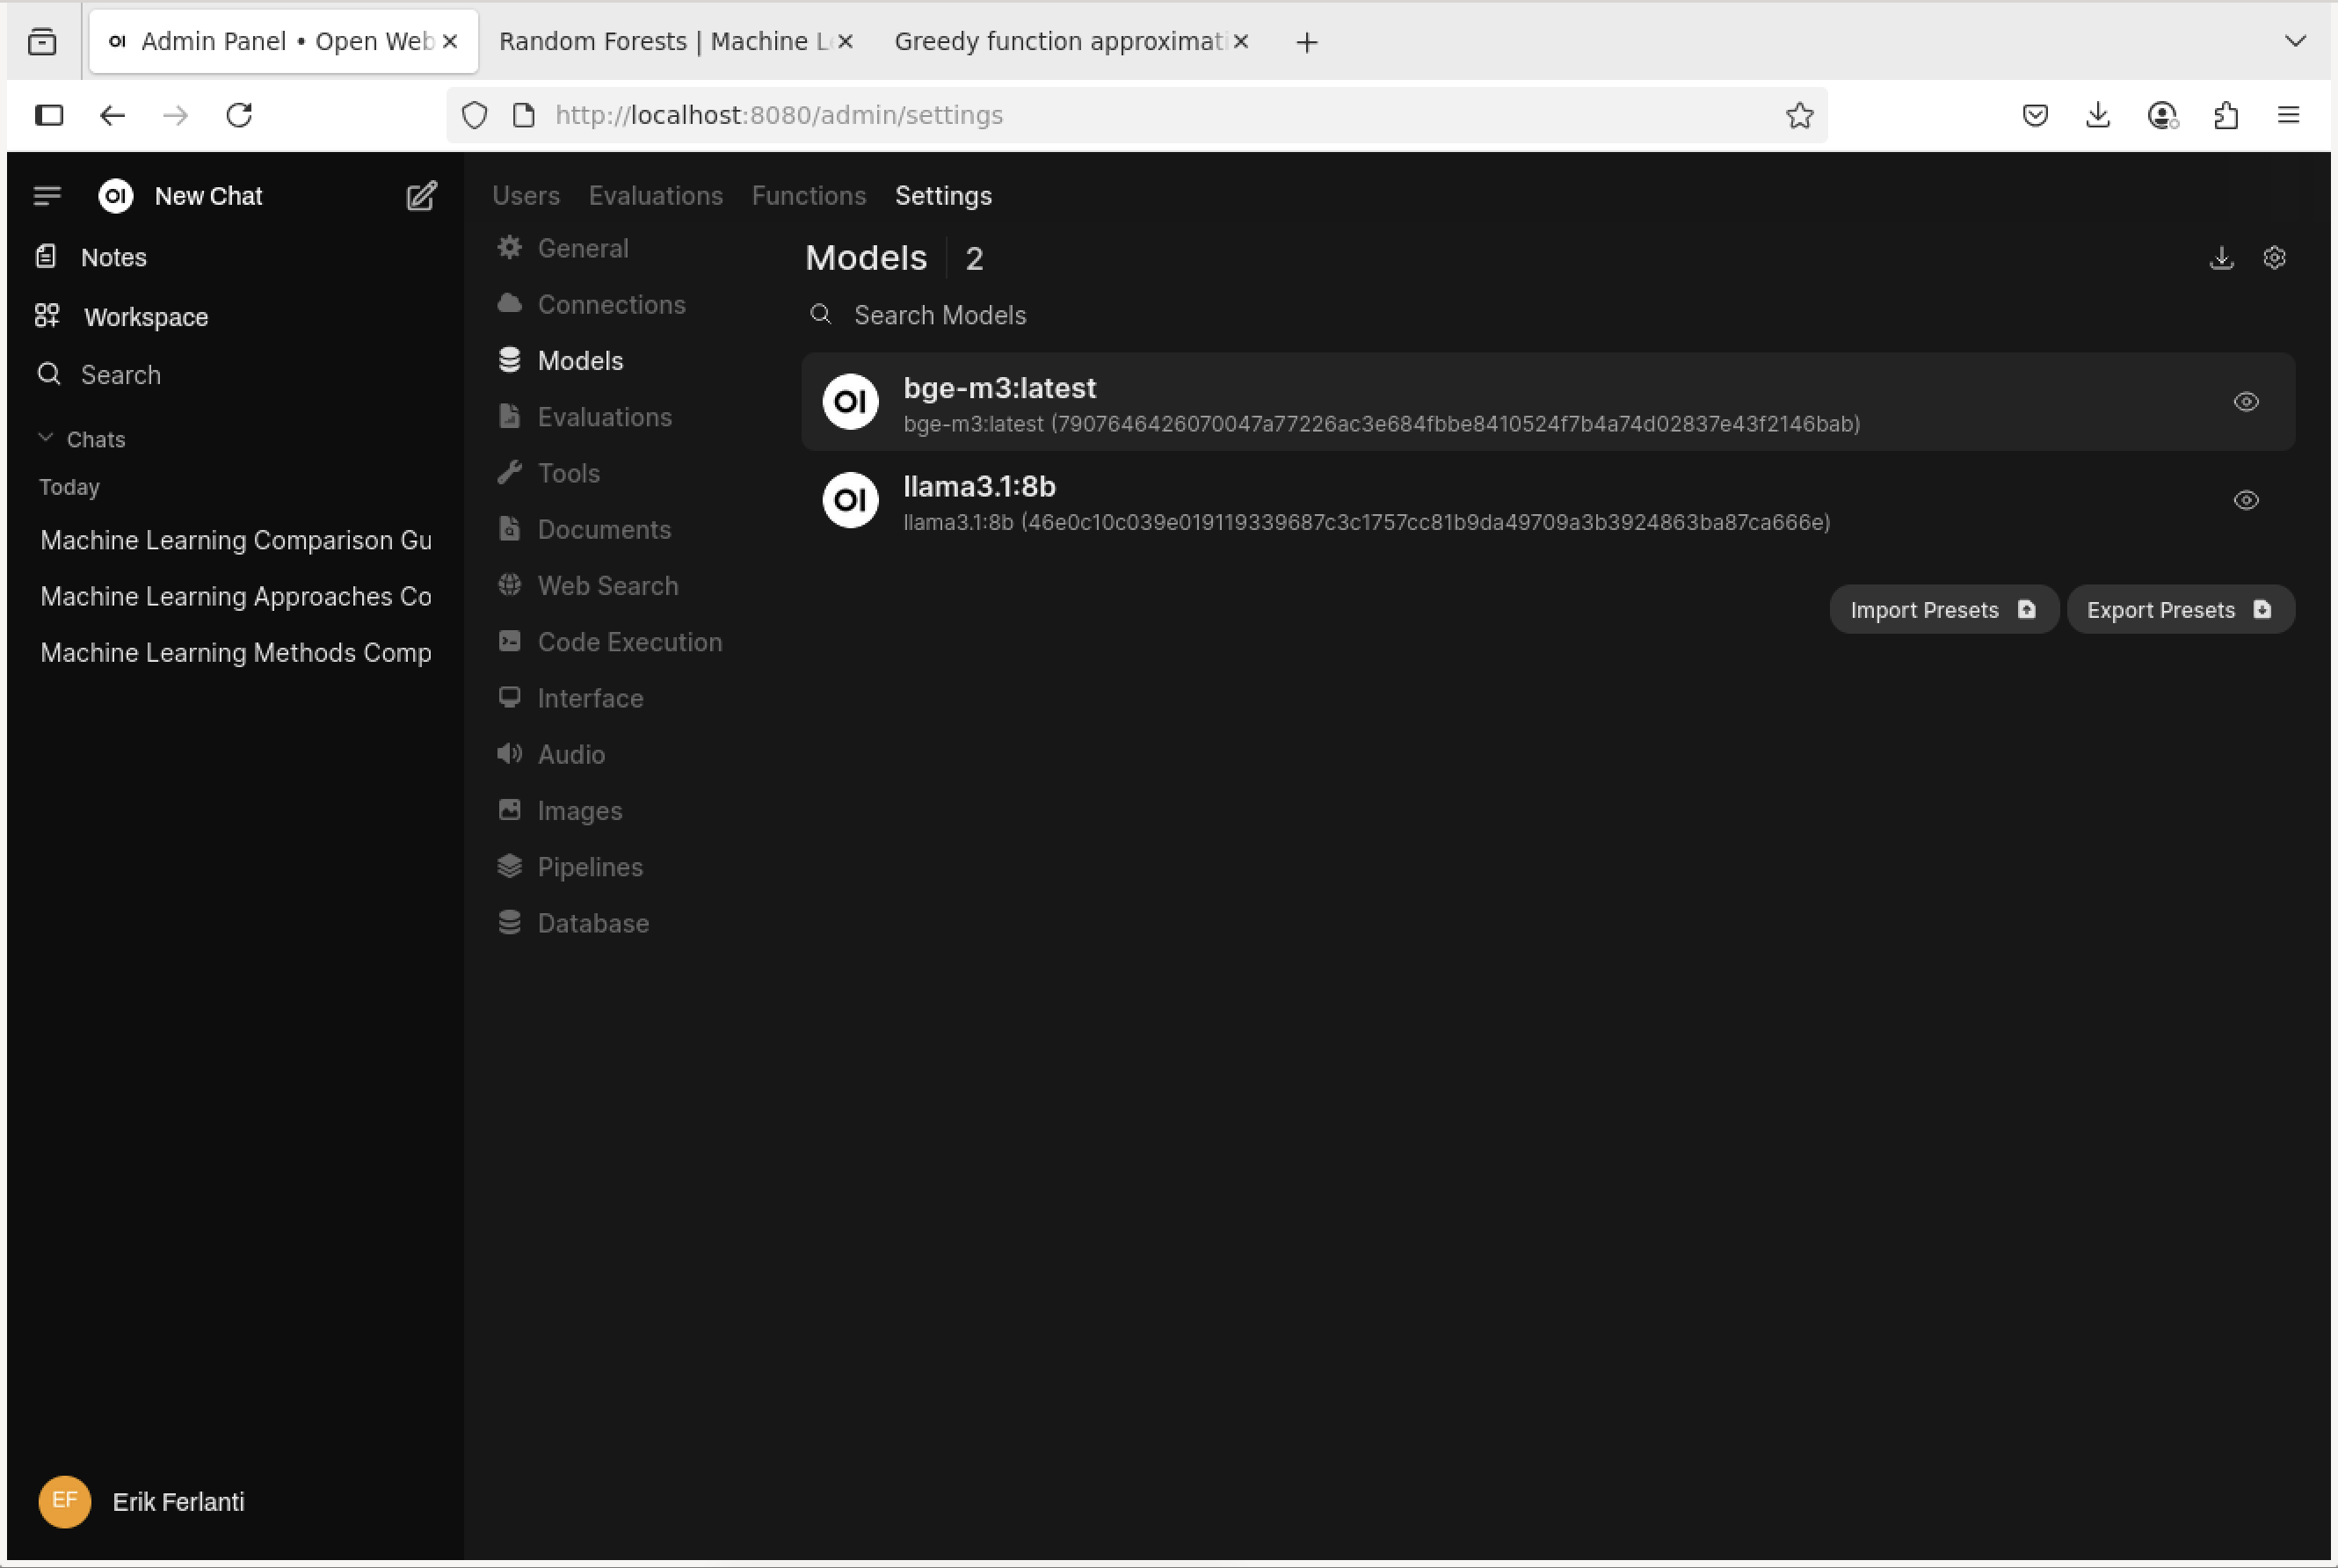 OI Admin Panel • Open Web
Random Forests | Machine L
Greedy function approximati
http://localhost:8080/admin/settings
OI New Chat
Notes
Workspace
Search
Chats
Today
Machine Learning Comparison Gu
Machine Learning Approaches Co
Machine Learning Methods Comp
EF Erik Ferlanti
Users Evaluations Functions Settings
General
Connections
Models
Evaluations
Tools
Documents
Web Search
Code Execution
Interface
Audio
Images
Pipelines
Database
Models 2
Search Models
OI bge-m3:latest
bge-m3:latest (7907646426070047a77226ac3e684fbbe8410524f7b4a74d02837e43f2146bab)
OI llama3.1:8b
llama3.1:8b (46e0c10c039e019119339687c3c1757cc81b9da49709a3b3924863ba87ca666e)
Import Presets
Export Presets